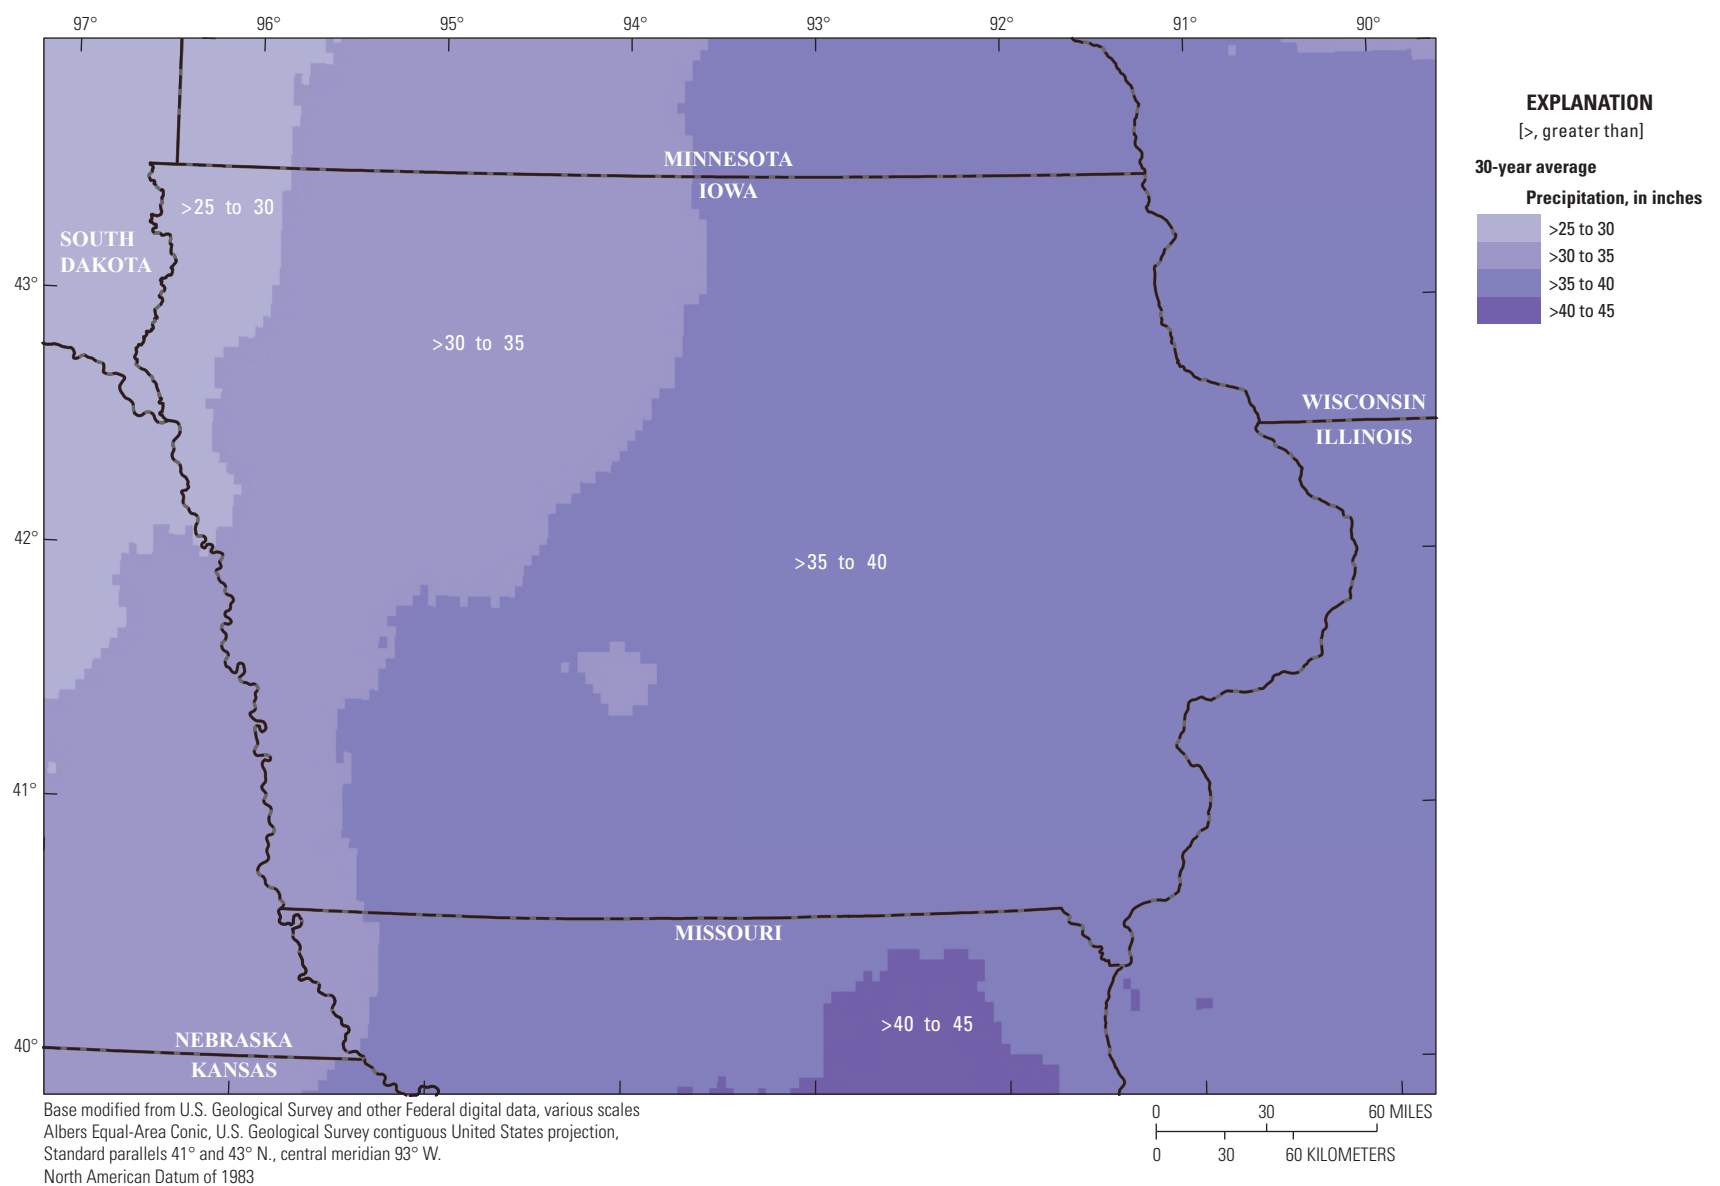 97° 96° 95° 94° 93° 92° 91° 90°
EXPLANATION
[>, greater than]
30-year average
Precipitation, in inches
>25 to 30
>30 to 35
>35 to 40
>40 to 45
MINNESOTA
IOWA
>25 to 30
SOUTH
DAKOTA
43°
>30 to 35
WISCONSIN
ILLINOIS
42°
>35 to 40
41°
MISSOURI
>40 to 45
40°
NEBRASKA
KANSAS
Base modified from U.S. Geological Survey and other Federal digital data, various scales
Albers Equal-Area Conic, U.S. Geological Survey contiguous United States projection,
Standard parallels 41° and 43° N., central meridian 93° W.
North American Datum of 1983
0 30 60 MILES
0 30 60 KILOMETERS